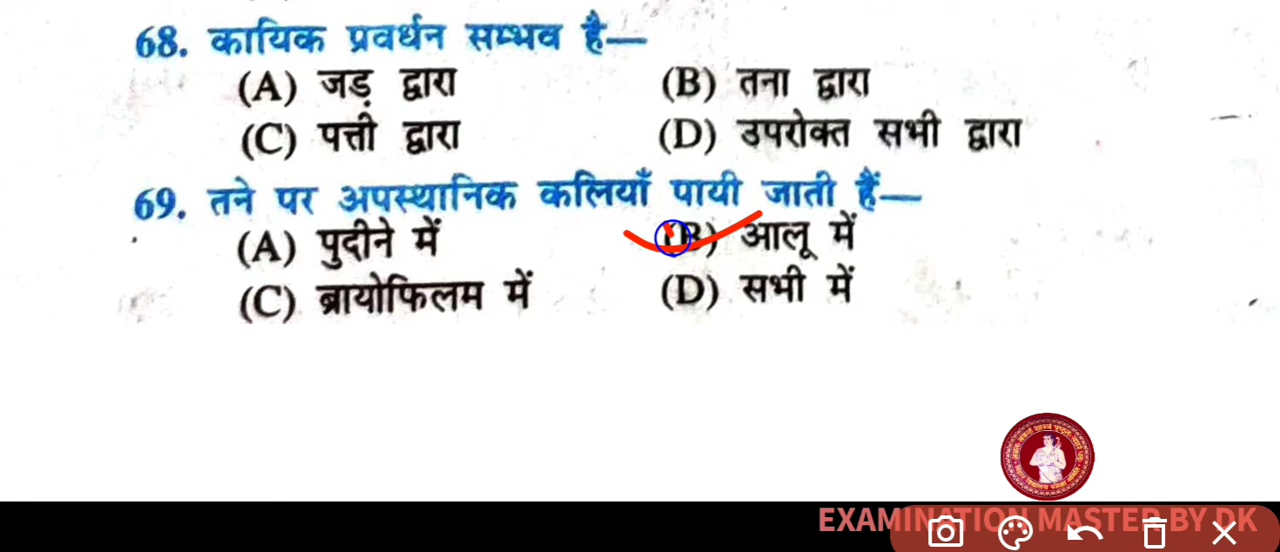 68. कायिक प्रवर्धन सम्भव है—
(A) जड़ द्वारा (B) तना द्वारा
(C) पत्ती द्वारा (D) उपरोक्त सभी द्वारा
69. तने पर अपस्थानिक कलियाँ पायी जाती हैं—
(A) पुदीने में (B) आलू में
(C) ब्रायोफिलम में (D) सभी में
EXAMINATION MASTER BY DK